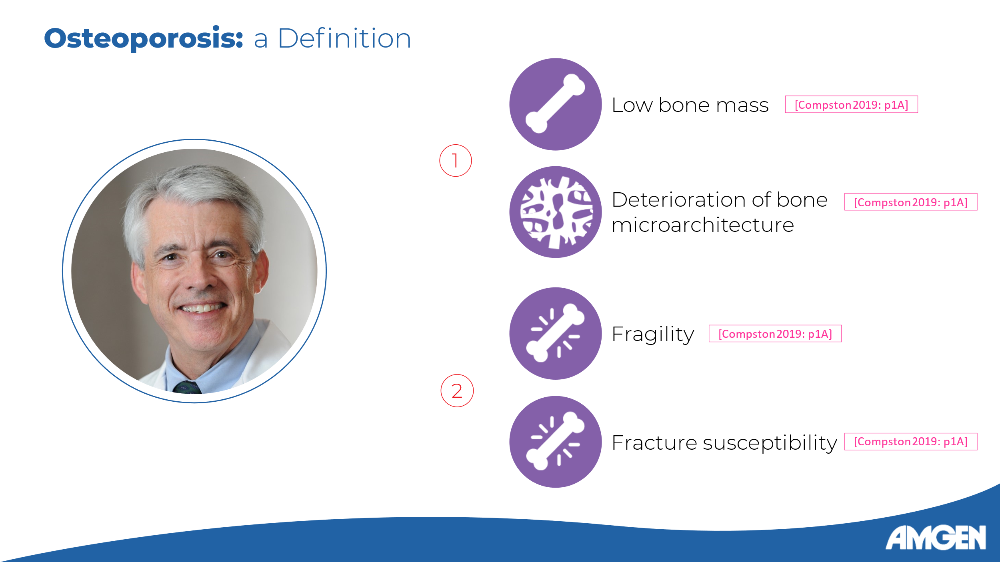 Osteoporosis: a Definition
Low bone mass [Compston 2019: p1A]
1
Deterioration of bone [Compston 2019: p1A]
microarchitecture
Fragility [Compston 2019: p1A]
2
Fracture susceptibility [Compston 2019: p1A]
AMGEN